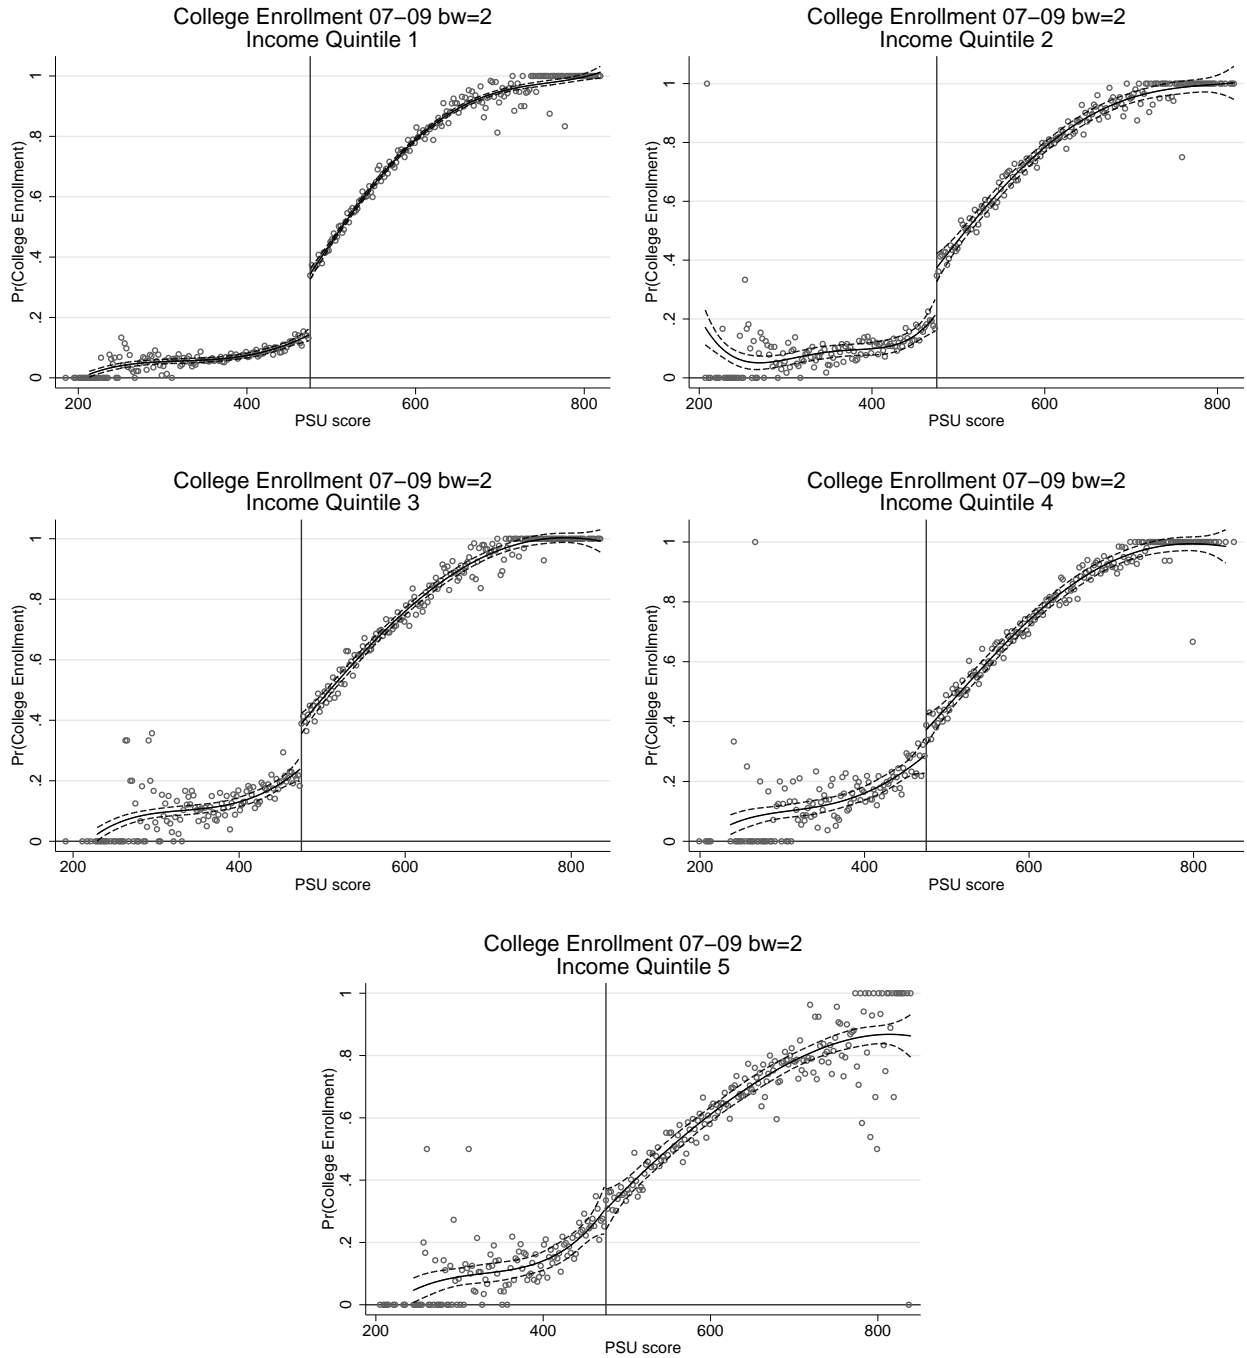 College Enrollment 07−09 bw=2
Income Quintile 1
Pr(College Enrollment)
1
.8
.6
.4
.2
0
200 400 600 800
PSU score
College Enrollment 07−09 bw=2
Income Quintile 2
Pr(College Enrollment)
1
.8
.6
.4
.2
0
200 400 600 800
PSU score
College Enrollment 07−09 bw=2
Income Quintile 3
Pr(College Enrollment)
1
.8
.6
.4
.2
0
200 400 600 800
PSU score
College Enrollment 07−09 bw=2
Income Quintile 4
Pr(College Enrollment)
1
.8
.6
.4
.2
0
200 400 600 800
PSU score
College Enrollment 07−09 bw=2
Income Quintile 5
Pr(College Enrollment)
1
.8
.6
.4
.2
0
200 400 600 800
PSU score